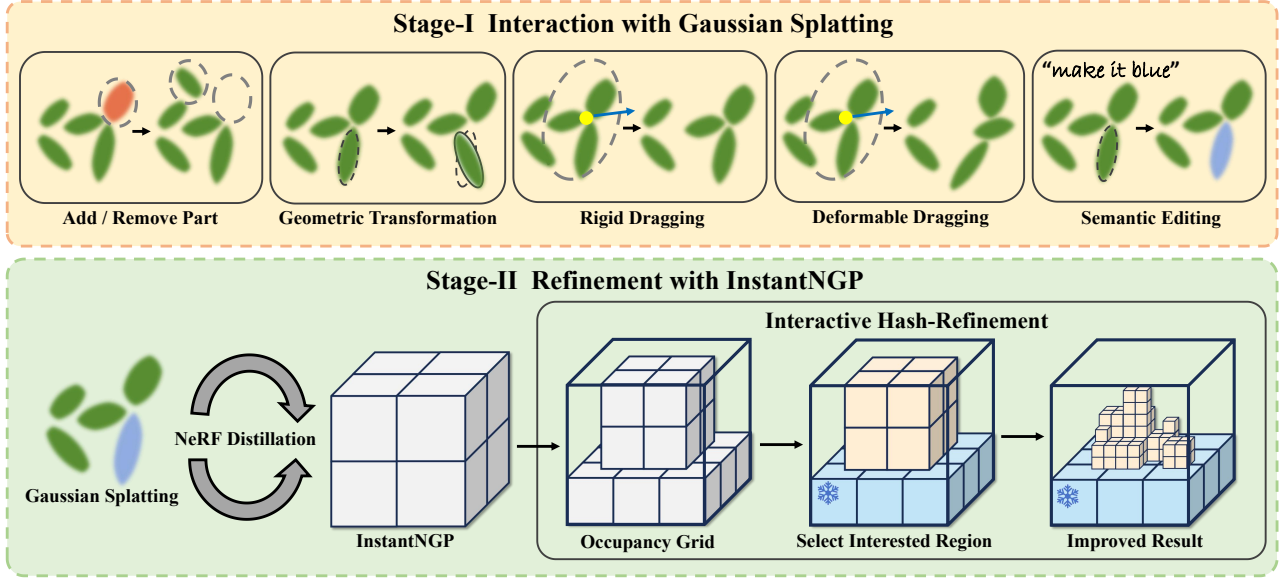 Stage-I Interaction with Gaussian Splatting
“make it blue”
Add / Remove Part
Geometric Transformation
Rigid Dragging
Deformable Dragging
Semantic Editing
Stage-II Refinement with InstantNGP
Interactive Hash-Refinement
NeRF Distillation
Gaussian Splatting
InstantNGP
Occupancy Grid
Select Interested Region
Improved Result